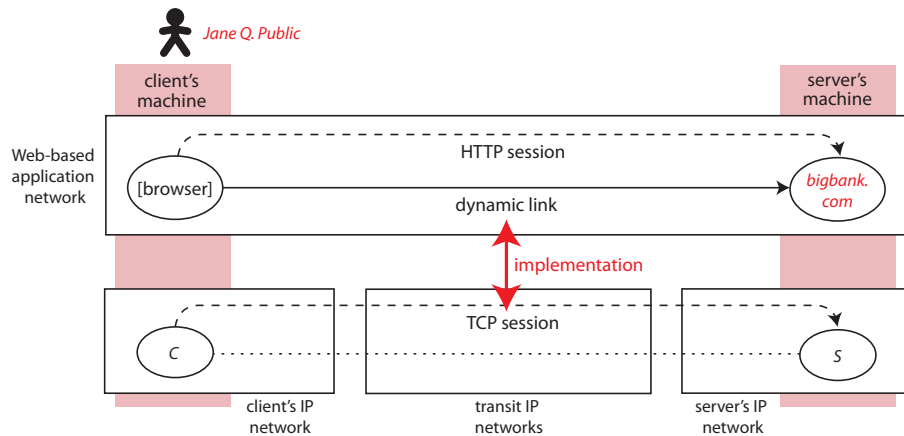 Jane Q. Public
client's
machine
server's
machine
Web-based
application
network
HTTP session
[browser]
bigbank.
com
dynamic link
implementation
TCP session
C
S
client's IP
network
transit IP
networks
server's IP
network